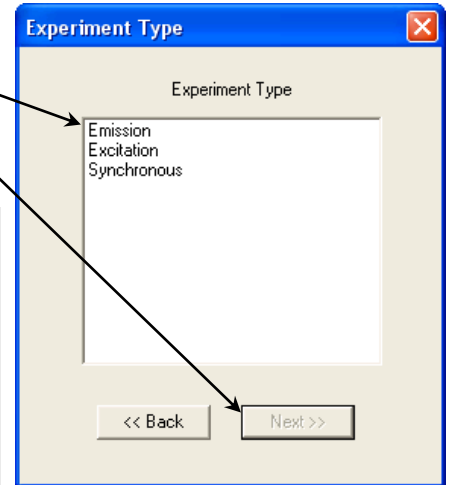 Experiment Type
Experiment Type
Emission
Excitation
Synchronous
<< Back Next >>